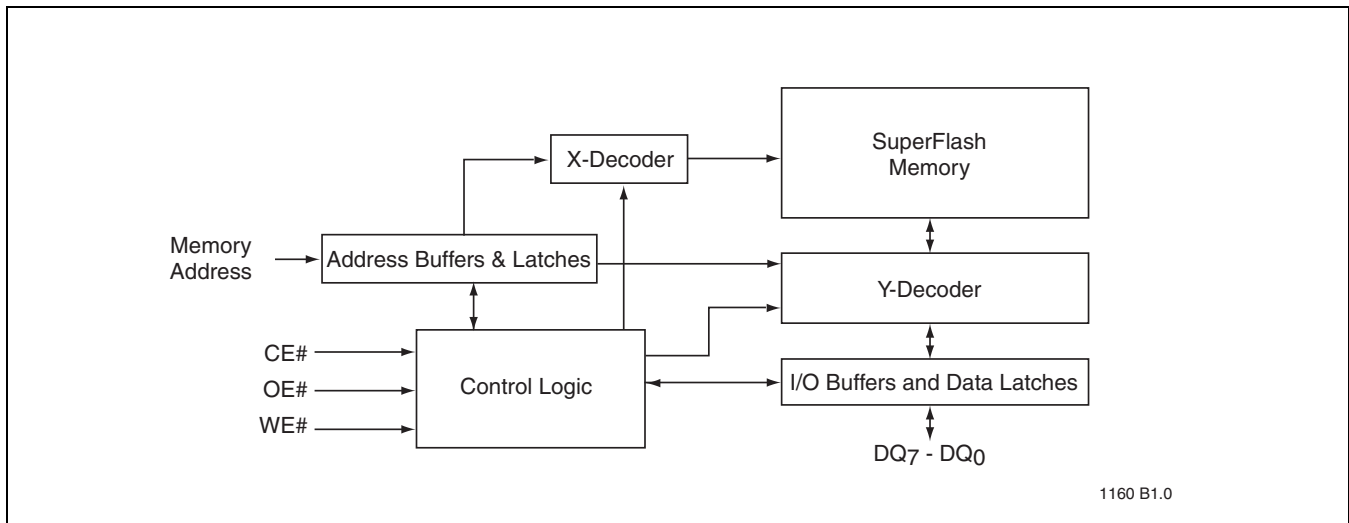 SuperFlash
Memory
X-Decoder
Memory
Address
Address Buffers & Latches
Y-Decoder
CE#
OE#
WE#
Control Logic
I/O Buffers and Data Latches
DQ7 - DQ0
1160 B1.0